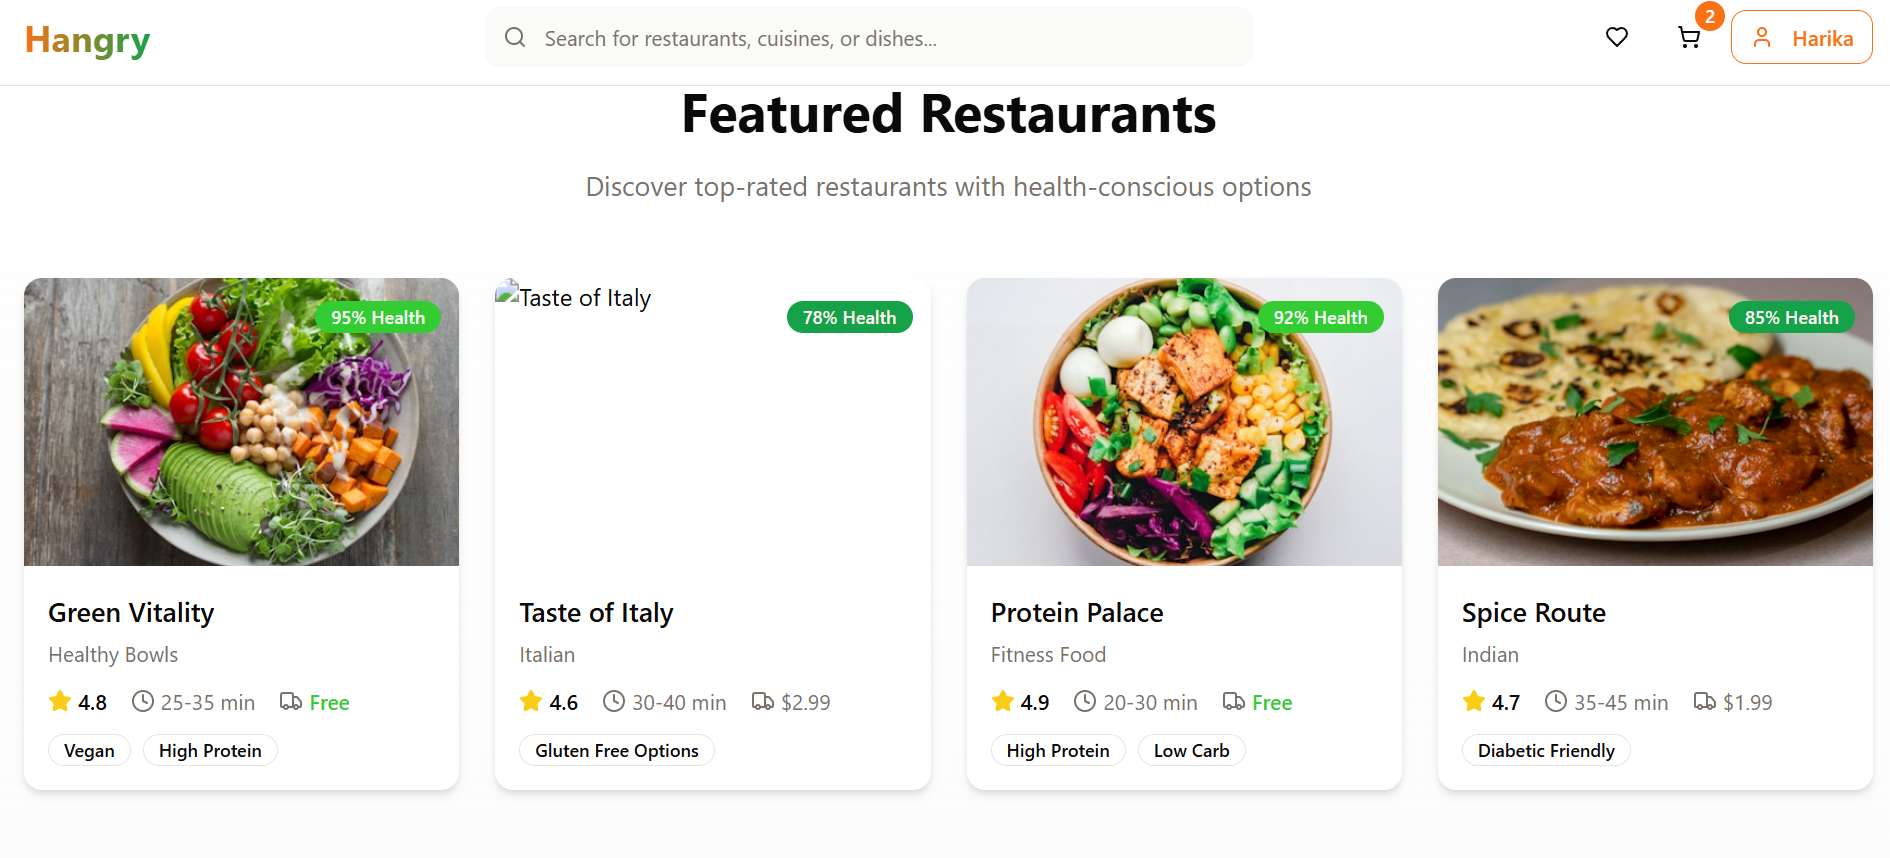 Hangry
Search for restaurants, cuisines, or dishes...
2
Harika
Featured Restaurants
Discover top-rated restaurants with health-conscious options
95% Health
Green Vitality
Healthy Bowls
4.8 25-35 min Free
Vegan High Protein
Taste of Italy
78% Health
Taste of Italy
Italian
4.6 30-40 min $2.99
Gluten Free Options
92% Health
Protein Palace
Fitness Food
4.9 20-30 min Free
High Protein Low Carb
85% Health
Spice Route
Indian
4.7 35-45 min $1.99
Diabetic Friendly